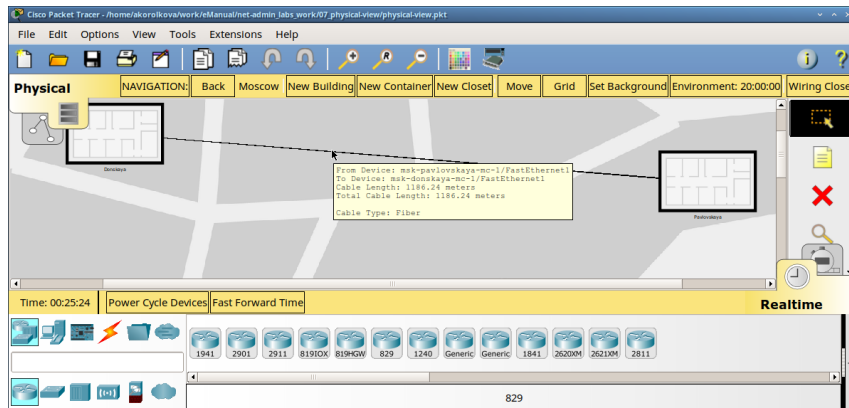 Cisco Packet Tracer - /home/akorolkova/work/eManual/net-admin_labs_work/07_physical-view/physical-view.pkt
File Edit Options View Tools Extensions Help
Physical
NAVIGATION: Back Moscow New Building New Container New Closet Move Grid Set Background Environment: 20:00:00 Wiring Close
Donskaya
From Device: msk-pavlovskaya-mc-1/FastEthernet1
To Device: msk-donskaya-mc-1/FastEthernet1
Cable Length: 1186.24 meters
Total Cable Length: 1186.24 meters
Cable Type: Fiber
Pavlovskaya
Time: 00:25:24 Power Cycle Devices Fast Forward Time
Realtime
1941 2901 2911 819IOX 819HGW 829 1240 Generic Generic 1841 2620XM 2621XM 2811
829